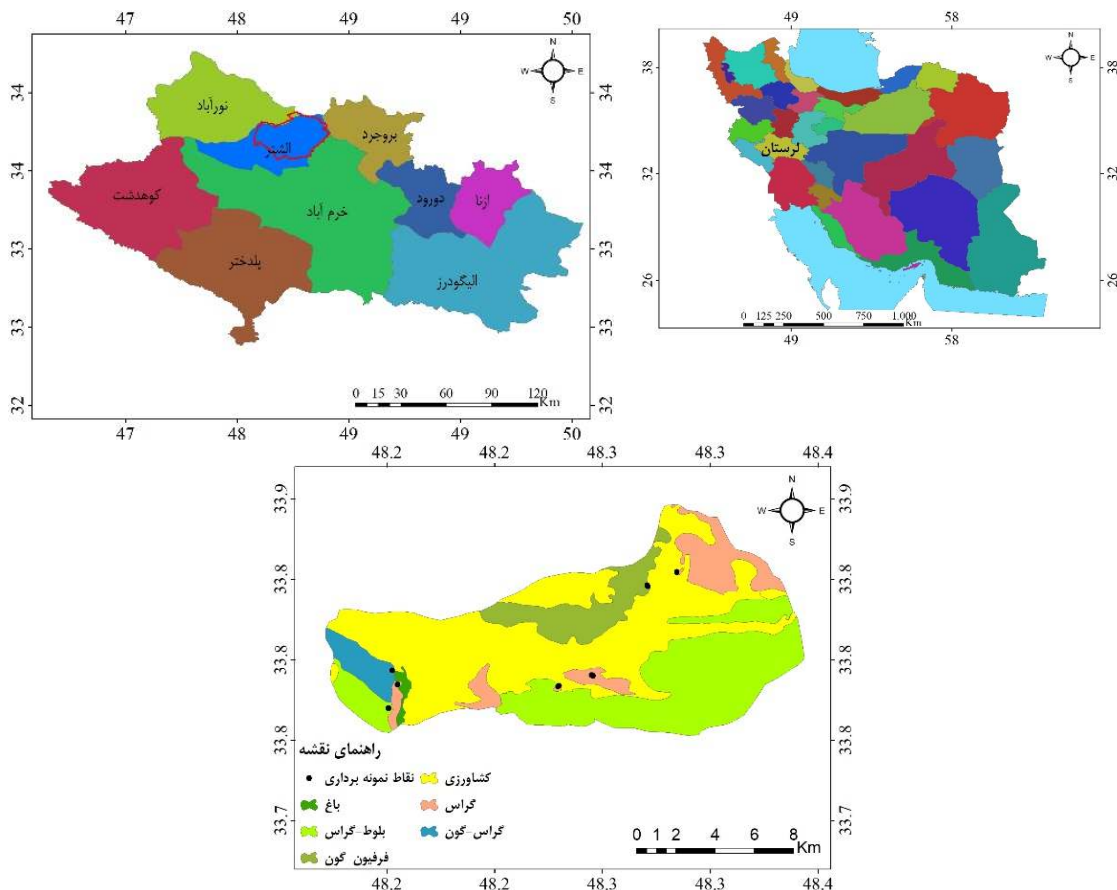 47 48 49 49 50
34
34
33
33
32
34
34
33
33
32
N
W E
S
نورآباد
بروجرد
الشتر
کوهدشت
خرم آباد
دورود
ازنا
پلدختر
الیگودرز
0 15 30 60 90 120
Km
47 48 49 49 50
49 58
38
32
26
38
32
26
N
W E
S
لرستان
0 125 250 500 750 1,000
Km
49 58
48.2 48.2 48.3 48.3 48.4
33.9
33.8
33.8
33.8
33.7
33.9
33.8
33.8
33.8
33.7
N
W E
S
راهنمای نقشه
نقاط نمونه برداری
کشاورزی
باغ
گراس
بلوط-گراس
گراس-گون
فرفیون گون
0 1 2 4 6 8
Km
48.2 48.2 48.3 48.3 48.4